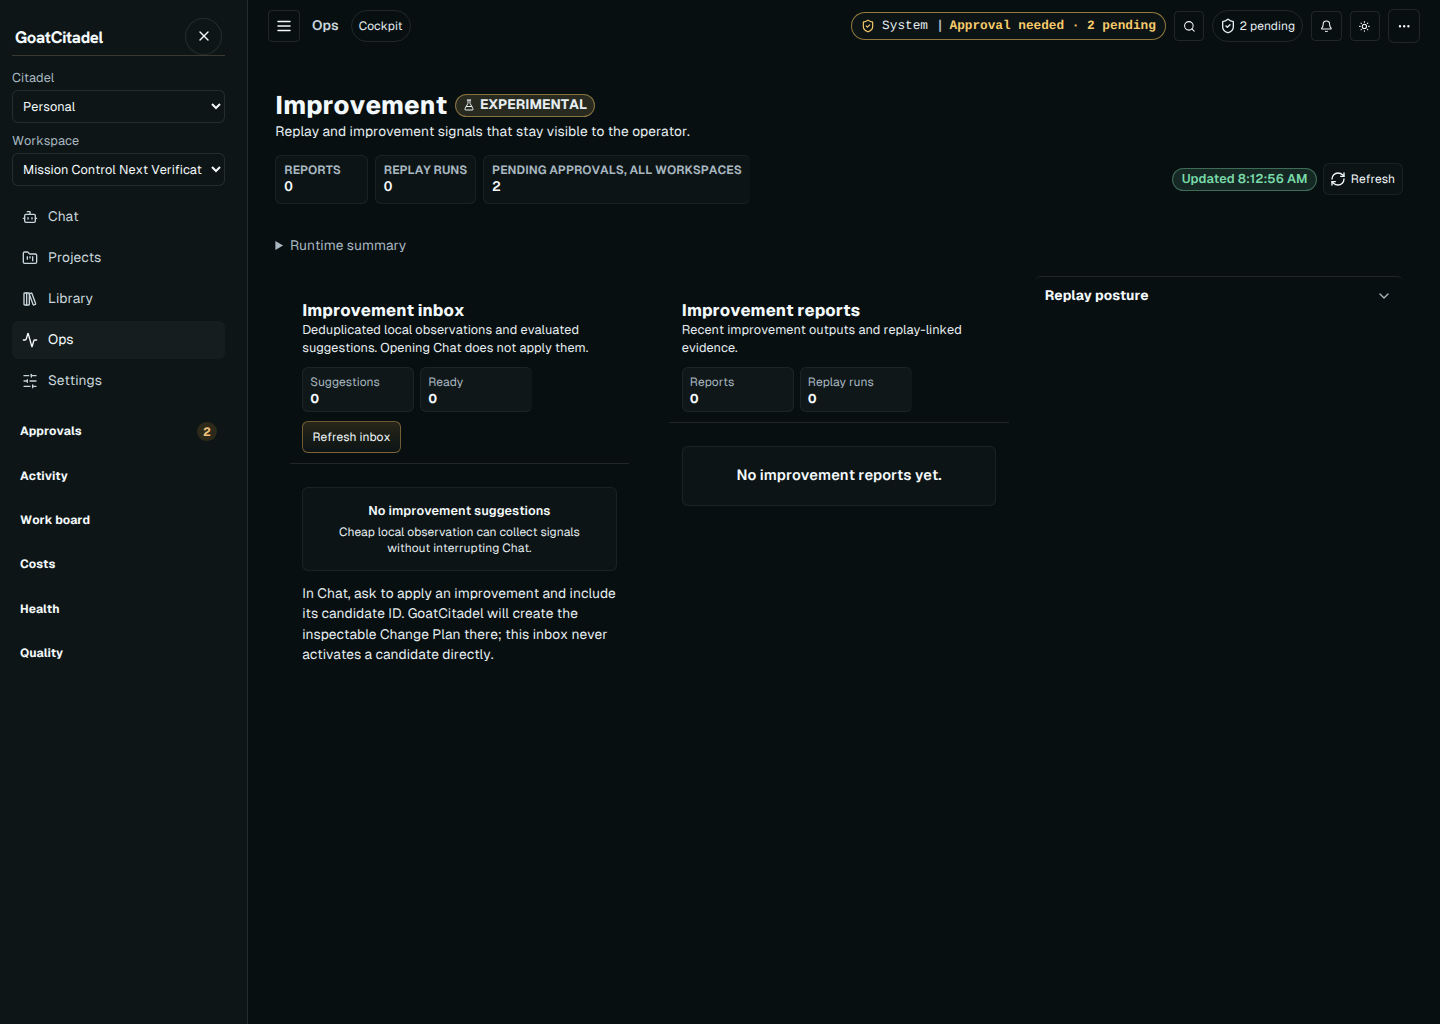 GoatCitadel
Citadel
Personal
Workspace
Mission Control Next Verificat
Chat
Projects
Library
Ops
Settings
Approvals 2
Activity
Work board
Costs
Health
Quality
Ops Cockpit
System | Approval needed · 2 pending
2 pending
Improvement EXPERIMENTAL
Replay and improvement signals that stay visible to the operator.
REPORTS
0
REPLAY RUNS
0
PENDING APPROVALS, ALL WORKSPACES
2
Updated 8:12:56 AM Refresh
Runtime summary
Improvement inbox
Deduplicated local observations and evaluated
suggestions. Opening Chat does not apply them.
Suggestions
0
Ready
0
Refresh inbox
No improvement suggestions
Cheap local observation can collect signals
without interrupting Chat.
In Chat, ask to apply an improvement and include
its candidate ID. GoatCitadel will create the
inspectable Change Plan there; this inbox never
activates a candidate directly.
Improvement reports
Recent improvement outputs and replay-linked
evidence.
Reports
0
Replay runs
0
No improvement reports yet.
Replay posture